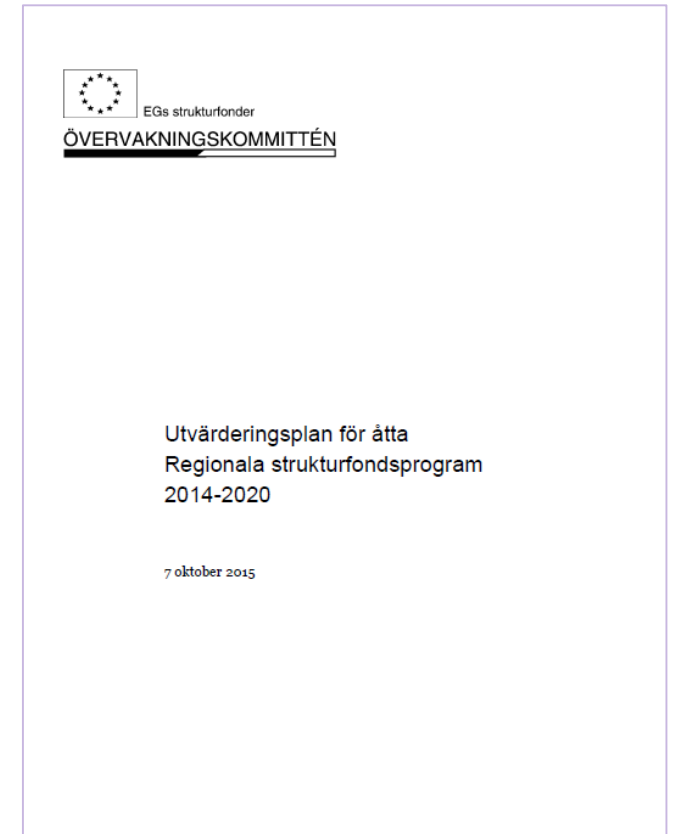 EGs strukturfonder
ÖVERVAKNINGSKOMMITTÉN
Utvärderingsplan för åtta
Regionala strukturfondsprogram
2014-2020
7 oktober 2015